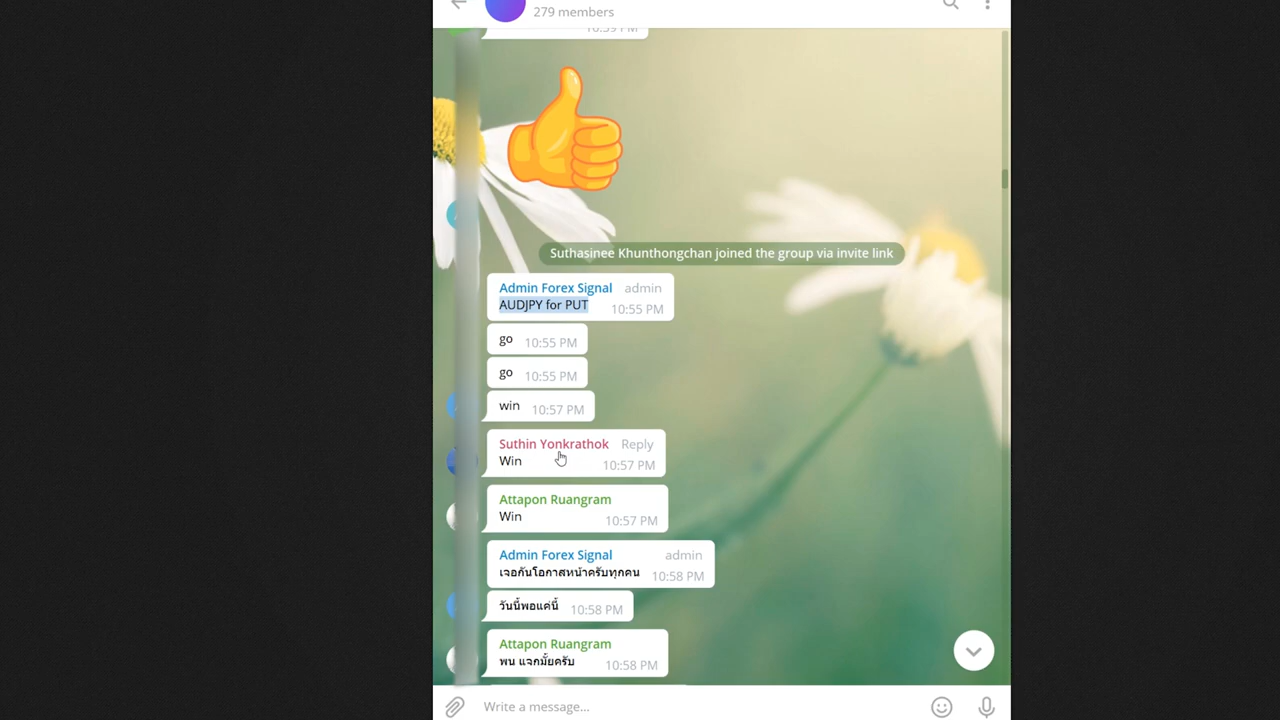 279 members
10:59 PM
Suthasinee Khunthongchan joined the group via invite link
Admin Forex Signal admin
AUDJPY for PUT 10:55 PM
go 10:55 PM
go 10:55 PM
win 10:57 PM
Suthin Yonkrathok Reply
Win 10:57 PM
Attapon Ruangram
Win 10:57 PM
Admin Forex Signal admin
เจอกันโอกาสหน้าครับทุกคน 10:58 PM
วันนี้พอแค่นี้ 10:58 PM
Attapon Ruangram
พน แจกมั้ยครับ 10:58 PM
Write a message...